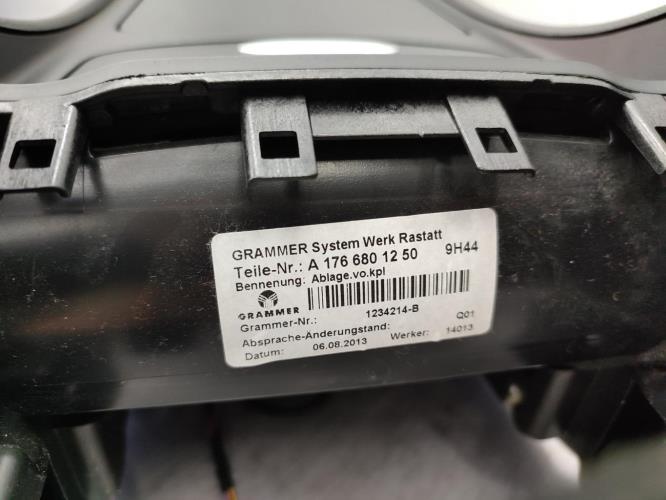 GRAMMER System Werk Rastatt
Teile-Nr.: A 176 680 12 50 9H44
Bennenung: Ablage.vo.kpl
GRAMMER
Grammer-Nr.: 1234214-B Q01
Absprache-Änderungstand:
Datum: 06.08.2013 Werker: 14013